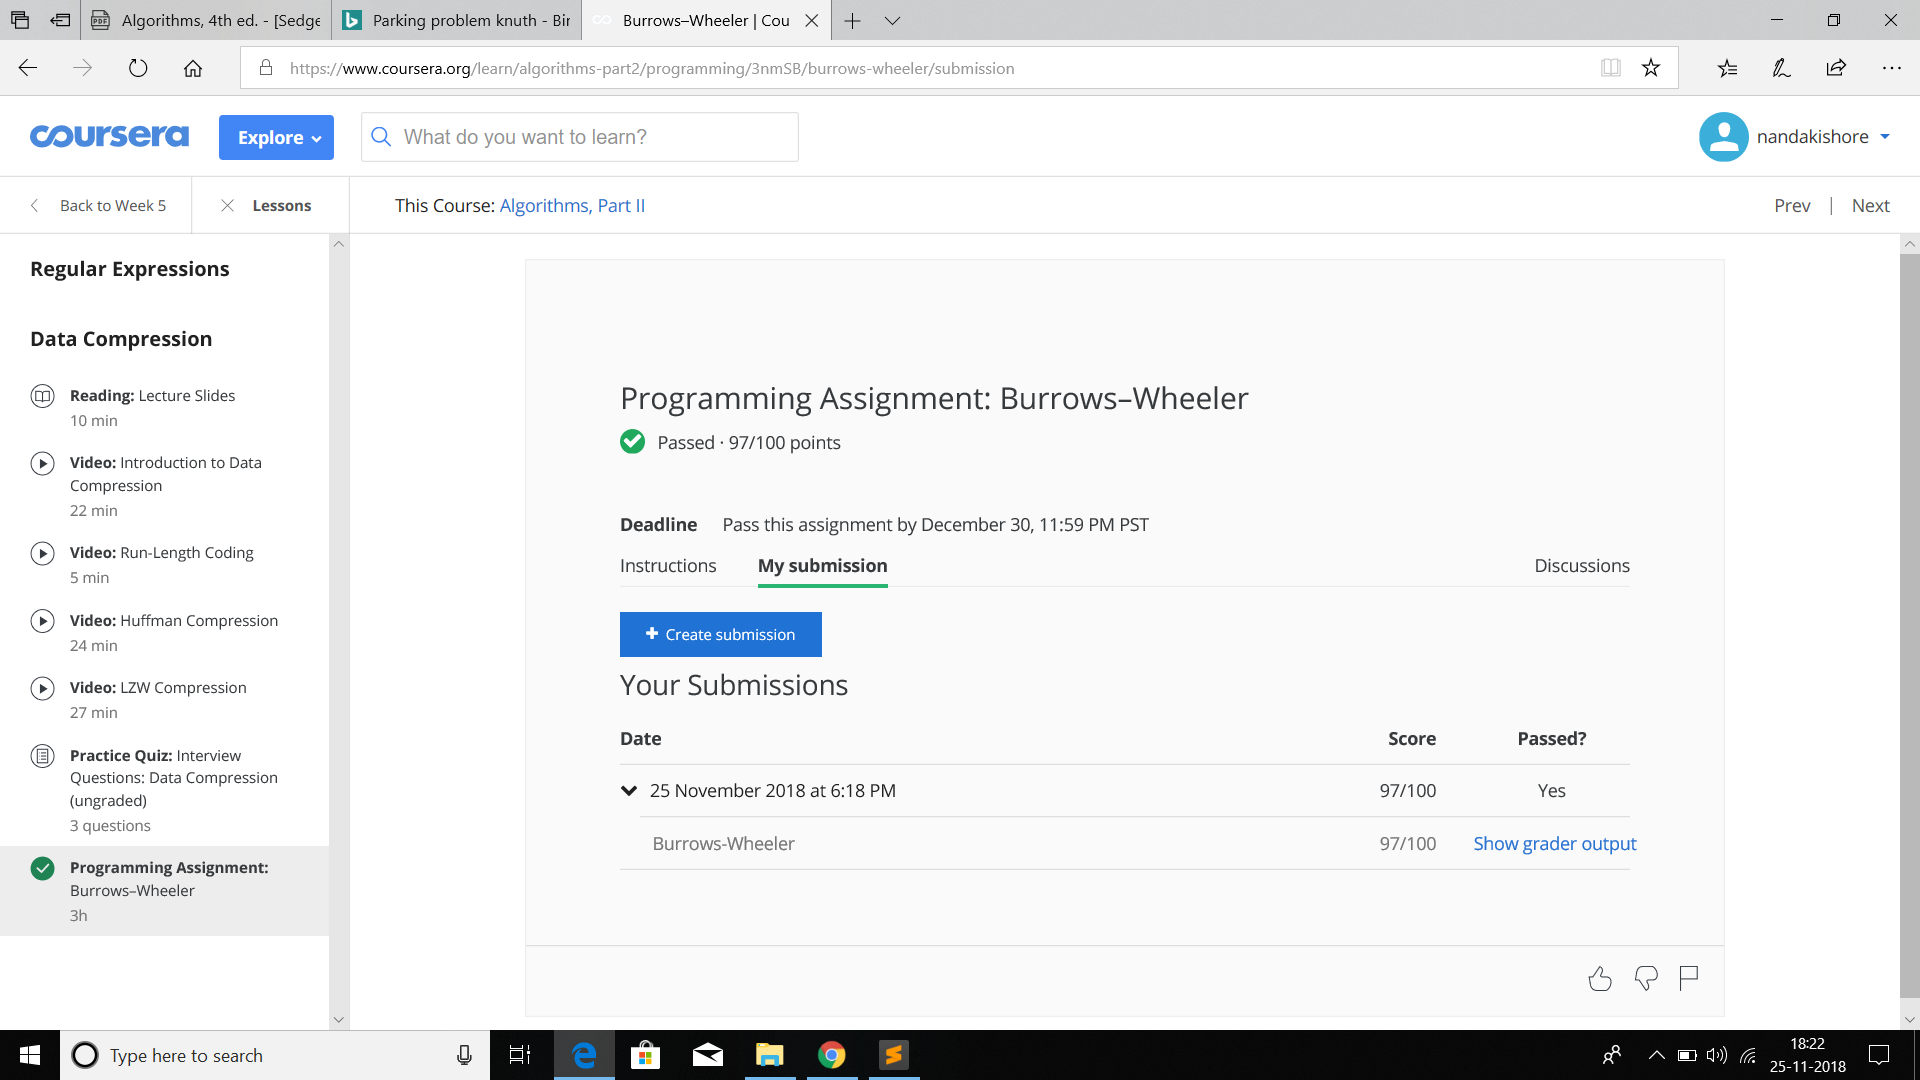 Algorithms, 4th ed. - [Sedge
Parking problem knuth - Bir
Burrows–Wheeler | Cou
https://www.coursera.org/learn/algorithms-part2/programming/3nmSB/burrows-wheeler/submission
coursera
Explore
What do you want to learn?
nandakishore
Back to Week 5
Lessons
This Course: Algorithms, Part II
Prev | Next
Regular Expressions
Data Compression
Reading: Lecture Slides
10 min
Video: Introduction to Data
Compression
22 min
Video: Run-Length Coding
5 min
Video: Huffman Compression
24 min
Video: LZW Compression
27 min
Practice Quiz: Interview
Questions: Data Compression
(ungraded)
3 questions
Programming Assignment:
Burrows–Wheeler
3h
Programming Assignment: Burrows–Wheeler
Passed · 97/100 points
Deadline Pass this assignment by December 30, 11:59 PM PST
Instructions My submission Discussions
+ Create submission
Your Submissions
Date Score Passed?
25 November 2018 at 6:18 PM 97/100 Yes
Burrows-Wheeler 97/100 Show grader output
Type here to search
18:22
25-11-2018